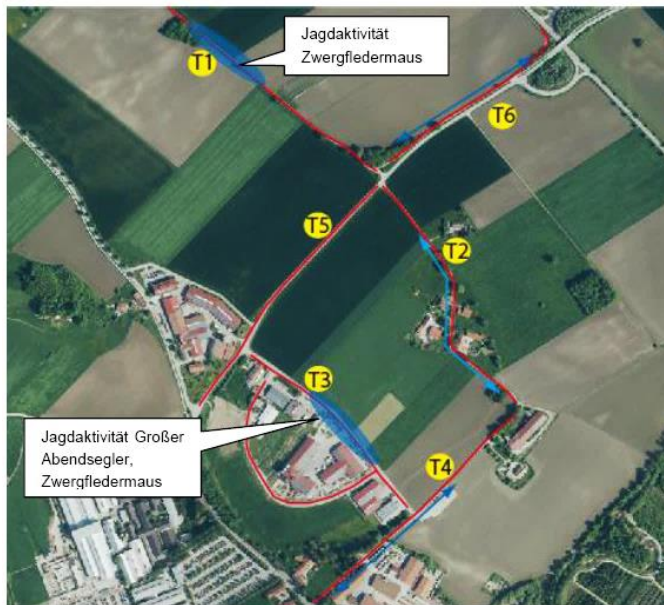 Jagdaktivität
Zwergfledermaus
T1
T6
T5
T2
T3
Jagdaktivität Großer
Abendsegler,
Zwergfledermaus
T4